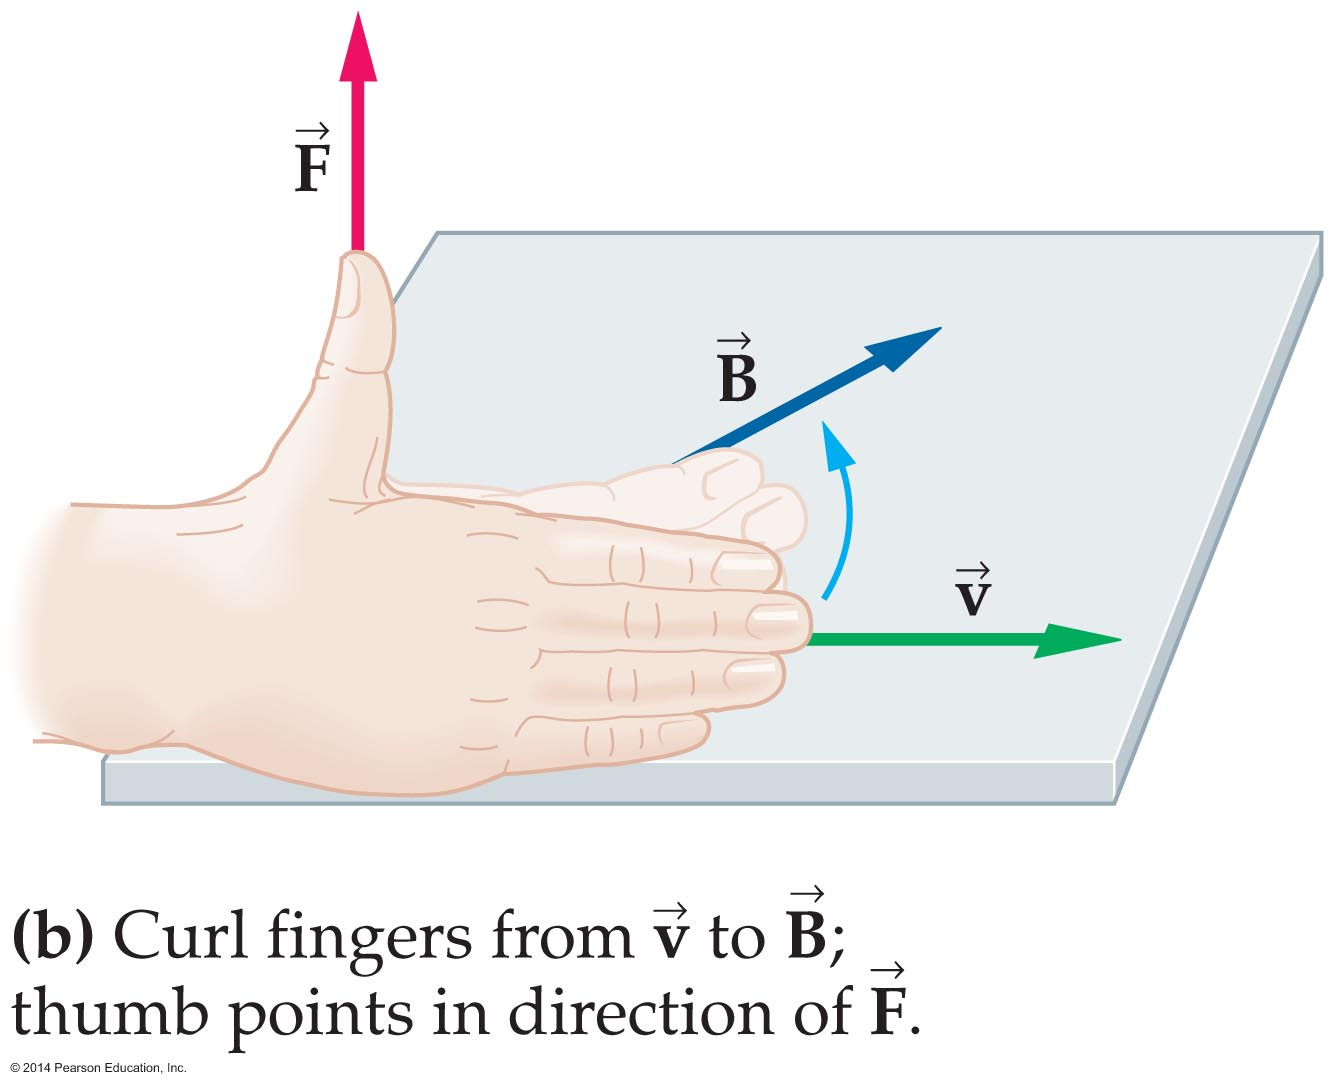 F⃗
B⃗
v⃗
(b) Curl fingers from v⃗ to B⃗;
thumb points in direction of F⃗.
© 2014 Pearson Education, Inc.